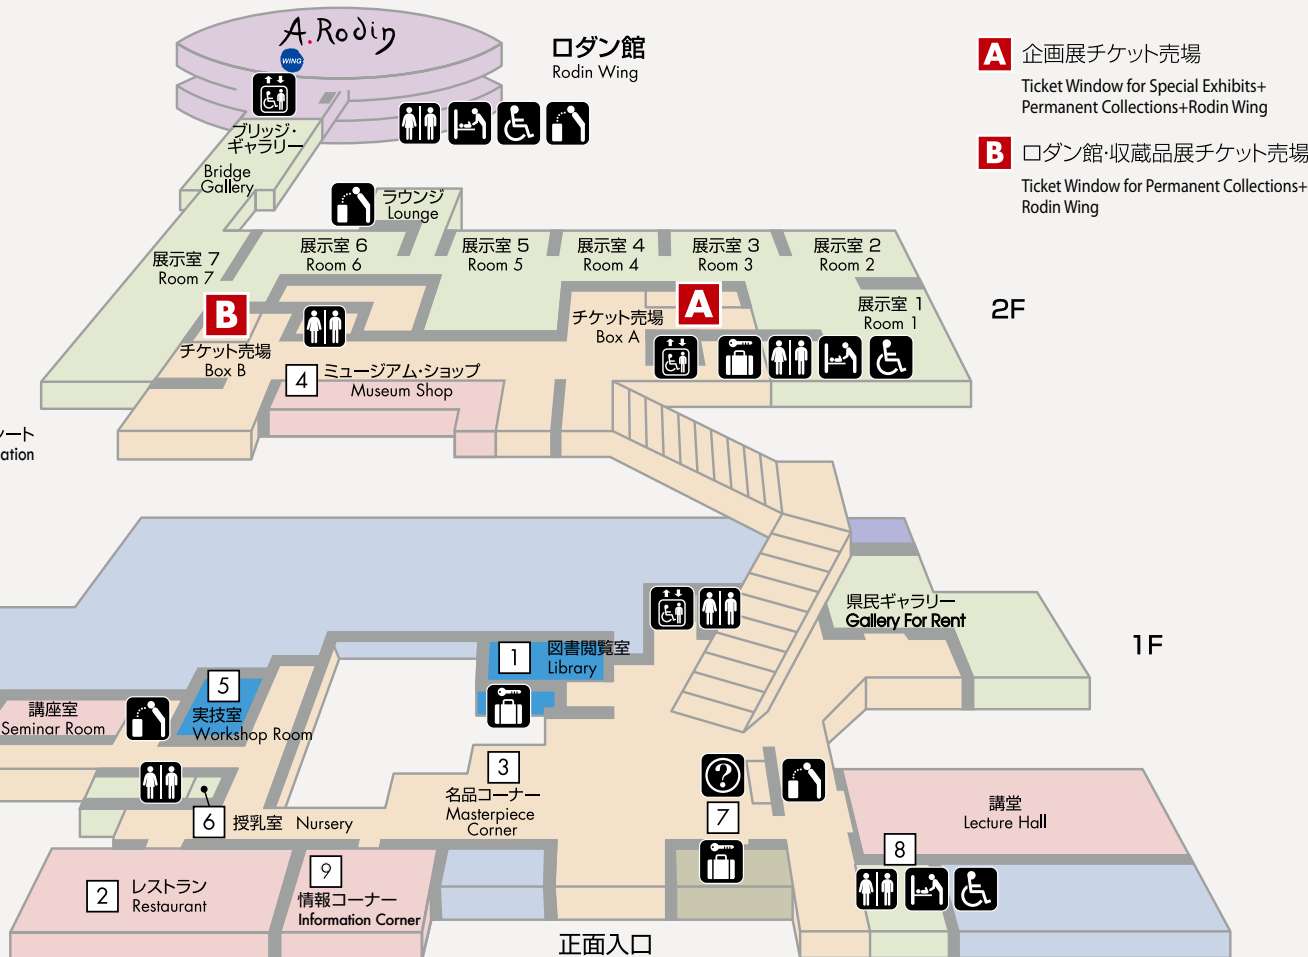 A.Rodin
WING
ロダン館
Rodin Wing
A 企画展チケット売場
Ticket Window for Special Exhibits+
Permanent Collections+Rodin Wing
B ロダン館·収蔵品展チケット売場
Ticket Window for Permanent Collections+
Rodin Wing
ブリッジ・
ギャラリー
Bridge
Gallery
ラウンジ
Lounge
展示室 7
Room 7
展示室 6
Room 6
展示室 5
Room 5
展示室 4
Room 4
展示室 3
Room 3
展示室 2
Room 2
展示室 1
Room 1
2F
B
チケット売場
Box B
A
チケット売場
Box A
4 ミュージアム・ショップ
Museum Shop
ート
ation
県民ギャラリー
Gallery For Rent
1F
1 図書閲覧室
Library
5
実技室
Workshop Room
講座室
Seminar Room
3
名品コーナー
Masterpiece
Corner
?
7
6 授乳室 Nursery
講堂
Lecture Hall
8
2 レストラン
Restaurant
9
情報コーナー
Information Corner
正面入口